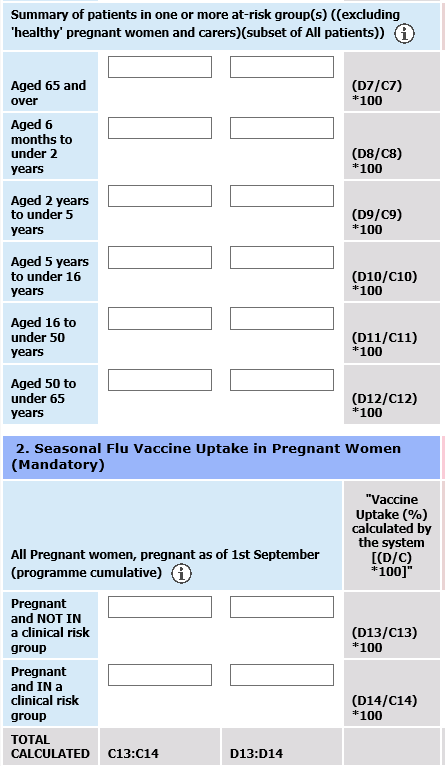 Summary of patients in one or more at-risk group(s) ((excluding
'healthy' pregnant women and carers)(subset of All patients)) i
Aged 65 and
over
(D7/C7)
*100
Aged 6
months to
under 2
years
(D8/C8)
*100
Aged 2 years
to under 5
years
(D9/C9)
*100
Aged 5 years
to under 16
years
(D10/C10)
*100
Aged 16 to
under 50
years
(D11/C11)
*100
Aged 50 to
under 65
years
(D12/C12)
*100
2. Seasonal Flu Vaccine Uptake in Pregnant Women
(Mandatory)
All Pregnant women, pregnant as of 1st September
(programme cumulative) i
"Vaccine
Uptake (%)
calculated by
the system
[(D/C)
*100]"
Pregnant
and NOT IN
a clinical risk
group
(D13/C13)
*100
Pregnant
and IN a
clinical risk
group
(D14/C14)
*100
TOTAL
CALCULATED C13:C14 D13:D14